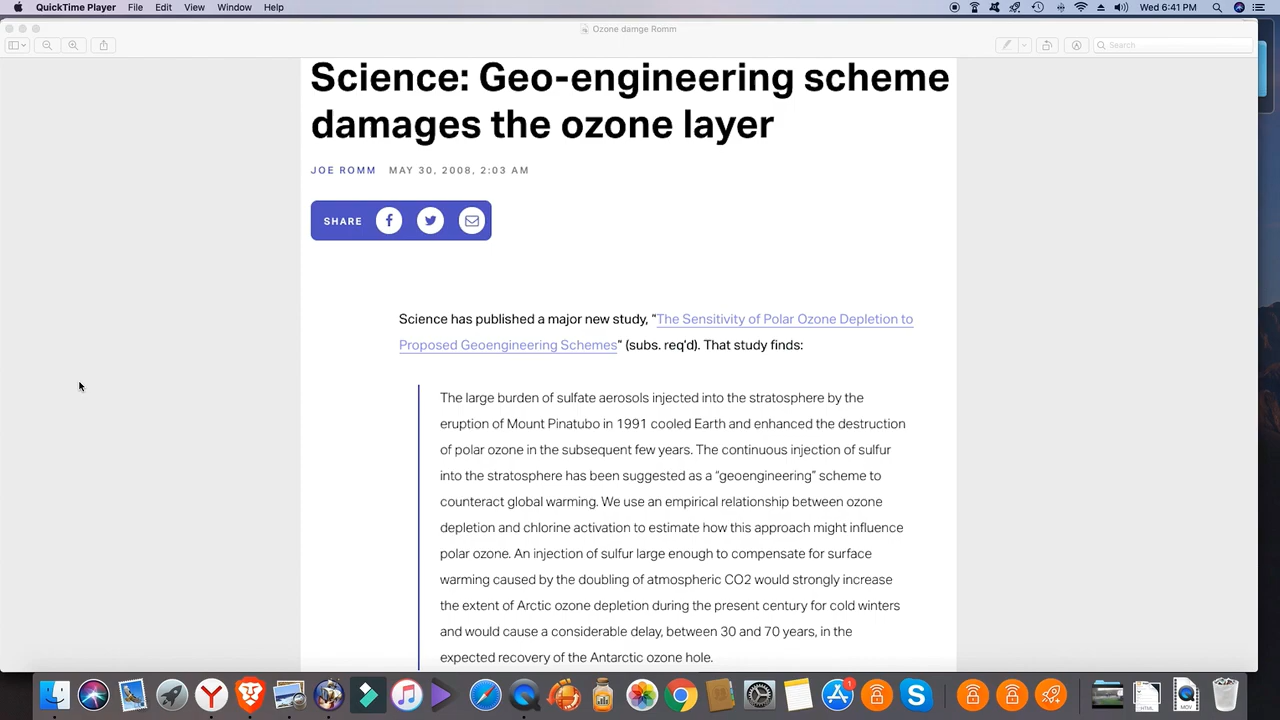 QuickTime Player File Edit View Window Help Wed 6:41 PM
Ozone damge Romm
Search
Science: Geo-engineering scheme
damages the ozone layer
JOE ROMM MAY 30, 2008, 2:03 AM
SHARE
Science has published a major new study, “The Sensitivity of Polar Ozone Depletion to
Proposed Geoengineering Schemes” (subs. req’d). That study finds:
The large burden of sulfate aerosols injected into the stratosphere by the
eruption of Mount Pinatubo in 1991 cooled Earth and enhanced the destruction
of polar ozone in the subsequent few years. The continuous injection of sulfur
into the stratosphere has been suggested as a “geoengineering” scheme to
counteract global warming. We use an empirical relationship between ozone
depletion and chlorine activation to estimate how this approach might influence
polar ozone. An injection of sulfur large enough to compensate for surface
warming caused by the doubling of atmospheric CO2 would strongly increase
the extent of Arctic ozone depletion during the present century for cold winters
and would cause a considerable delay, between 30 and 70 years, in the
expected recovery of the Antarctic ozone hole.
1
HTML
MOV